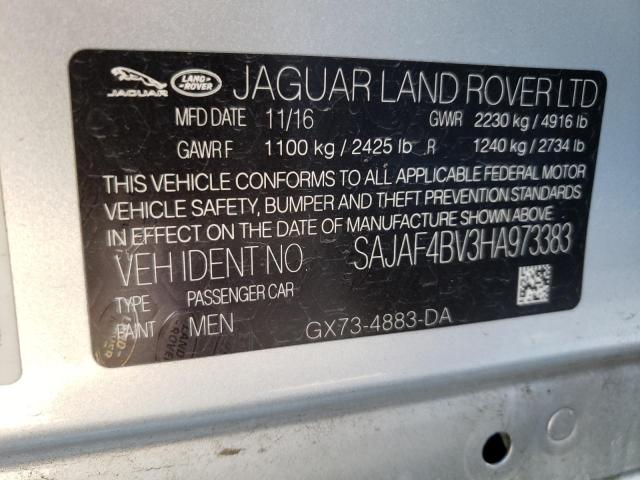 JAGUAR LAND ROVER JAGUAR LAND ROVER LTD
MFD DATE 11/16 GVWR 2230 kg / 4916 lb
GAWR F 1100 kg / 2425 lb R 1240 kg / 2734 lb
THIS VEHICLE CONFORMS TO ALL APPLICABLE FEDERAL MOTOR
VEHICLE SAFETY, BUMPER AND THEFT PREVENTION STANDARDS
IN EFFECT ON THE DATE OF MANUFACTURE SHOWN ABOVE
VEH IDENT NO SAJAF4BV3HA973383
TYPE PASSENGER CAR
PAINT MEN GX73-4883-DA